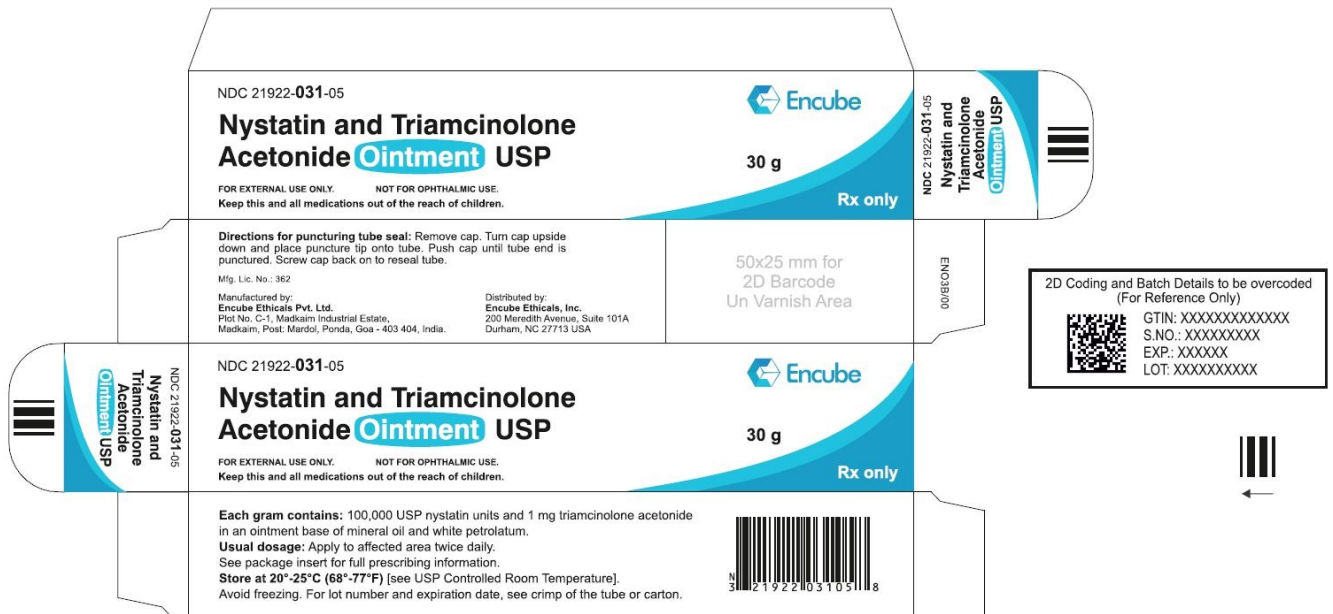 NDC 21922-031-05
Encube
Nystatin and Triamcinolone
Acetonide Ointment USP
30 g
FOR EXTERNAL USE ONLY. NOT FOR OPHTHALMIC USE.
Keep this and all medications out of the reach of children.
Rx only
NDC 21922-031-05
Nystatin and
Triamcinolone
Acetonide
Ointment USP
Directions for puncturing tube seal: Remove cap. Turn cap upside
down and place puncture tip onto tube. Push cap until tube end is
punctured. Screw cap back on to reseal tube.
Mfg. Lic. No.: 362
Manufactured by:
Encube Ethicals Pvt. Ltd.
Plot No. C-1, Madkaim Industrial Estate,
Madkaim, Post: Mardol, Ponda, Goa - 403 404, India.
Distributed by:
Encube Ethicals, Inc.
200 Meredith Avenue, Suite 101A
Durham, NC 27713 USA
50x25 mm for
2D Barcode
Un Varnish Area
ENO3B/00
2D Coding and Batch Details to be overcoded
(For Reference Only)
GTIN: XXXXXXXXXXXXX
S.NO.: XXXXXXXXX
EXP.: XXXXXX
LOT: XXXXXXXXXX
NDC 21922-031-05
Nystatin and
Triamcinolone
Acetonide
Ointment USP
NDC 21922-031-05
Encube
Nystatin and Triamcinolone
Acetonide Ointment USP
30 g
FOR EXTERNAL USE ONLY. NOT FOR OPHTHALMIC USE.
Keep this and all medications out of the reach of children.
Rx only
Each gram contains: 100,000 USP nystatin units and 1 mg triamcinolone acetonide
in an ointment base of mineral oil and white petrolatum.
Usual dosage: Apply to affected area twice daily.
See package insert for full prescribing information.
Store at 20°-25°C (68°-77°F) [see USP Controlled Room Temperature].
Avoid freezing. For lot number and expiration date, see crimp of the tube or carton.
N
3 21922 03105 8